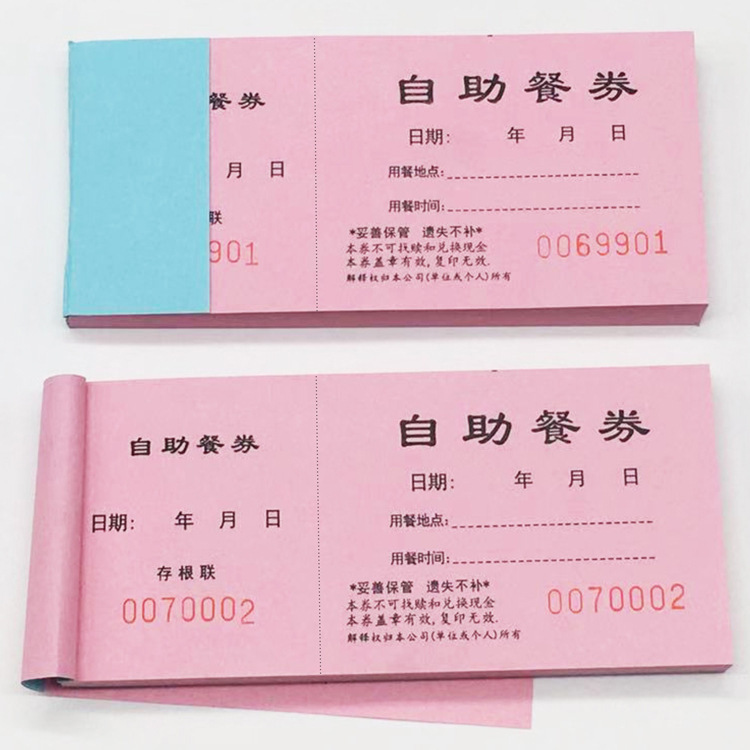 餐券
月 日
联
901
自助餐券
日期: 年 月 日
用餐地点:
用餐时间:
*妥善保管 遗失不补*
本券不可找赎和兑换现金
本券盖章有效,复印无效.
解释权归本公司(单位或个人)所有
0069901
自助餐券
日期: 年 月 日
存根联
0070002
自助餐券
日期: 年 月 日
用餐地点:
用餐时间:
*妥善保管 遗失不补*
本券不可找赎和兑换现金
本券盖章有效,复印无效.
解释权归本公司(单位或个人)所有
0070002